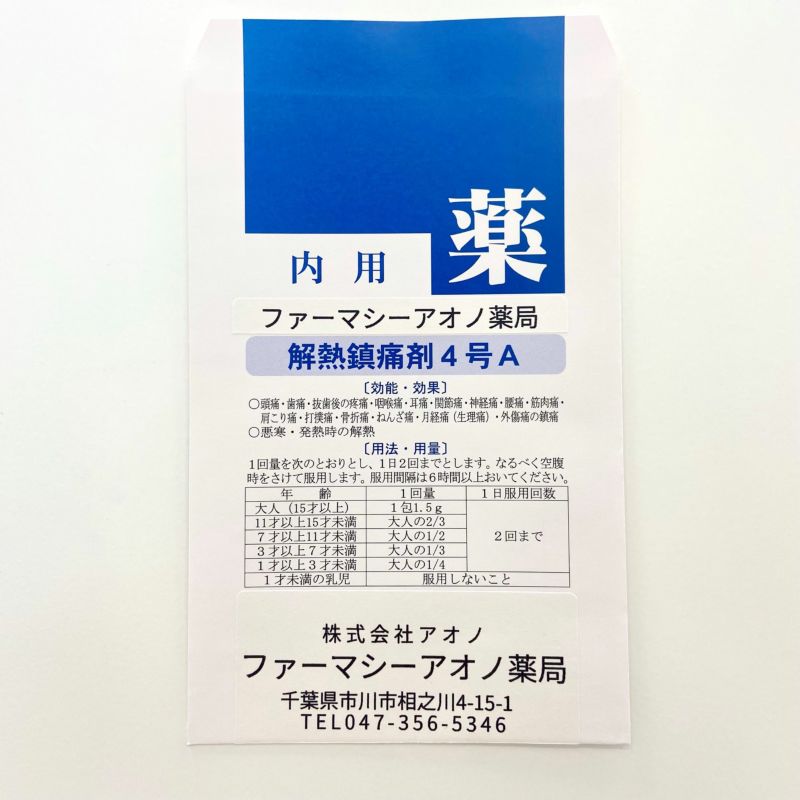 薬
内用
ファーマシーアオノ薬局
解熱鎮痛剤4号A
〔効能・効果〕
○頭痛・歯痛・抜歯後の疼痛・咽喉痛・耳痛・関節痛・神経痛・腰痛・筋肉痛・
肩こり痛・打撲痛・骨折痛・ねんざ痛・月経痛(生理痛)・外傷痛の鎮痛
○悪寒・発熱時の解熱
〔用法・用量〕
1回量を次のとおりとし、1日2回までとします。なるべく空腹
時をさけて服用します。服用間隔は6時間以上おいてください。
年 齢 1回量 1日服用回数
大人(15才以上) 1包1.5g
11才以上15才未満 大人の2/3
7才以上11才未満 大人の1/2 2回まで
3才以上7才未満 大人の1/3
1才以上3才未満 大人の1/4
1才未満の乳児 服用しないこと
株式会社アオノ
ファーマシーアオノ薬局
千葉県市川市相之川4-15-1
TEL047-356-5346